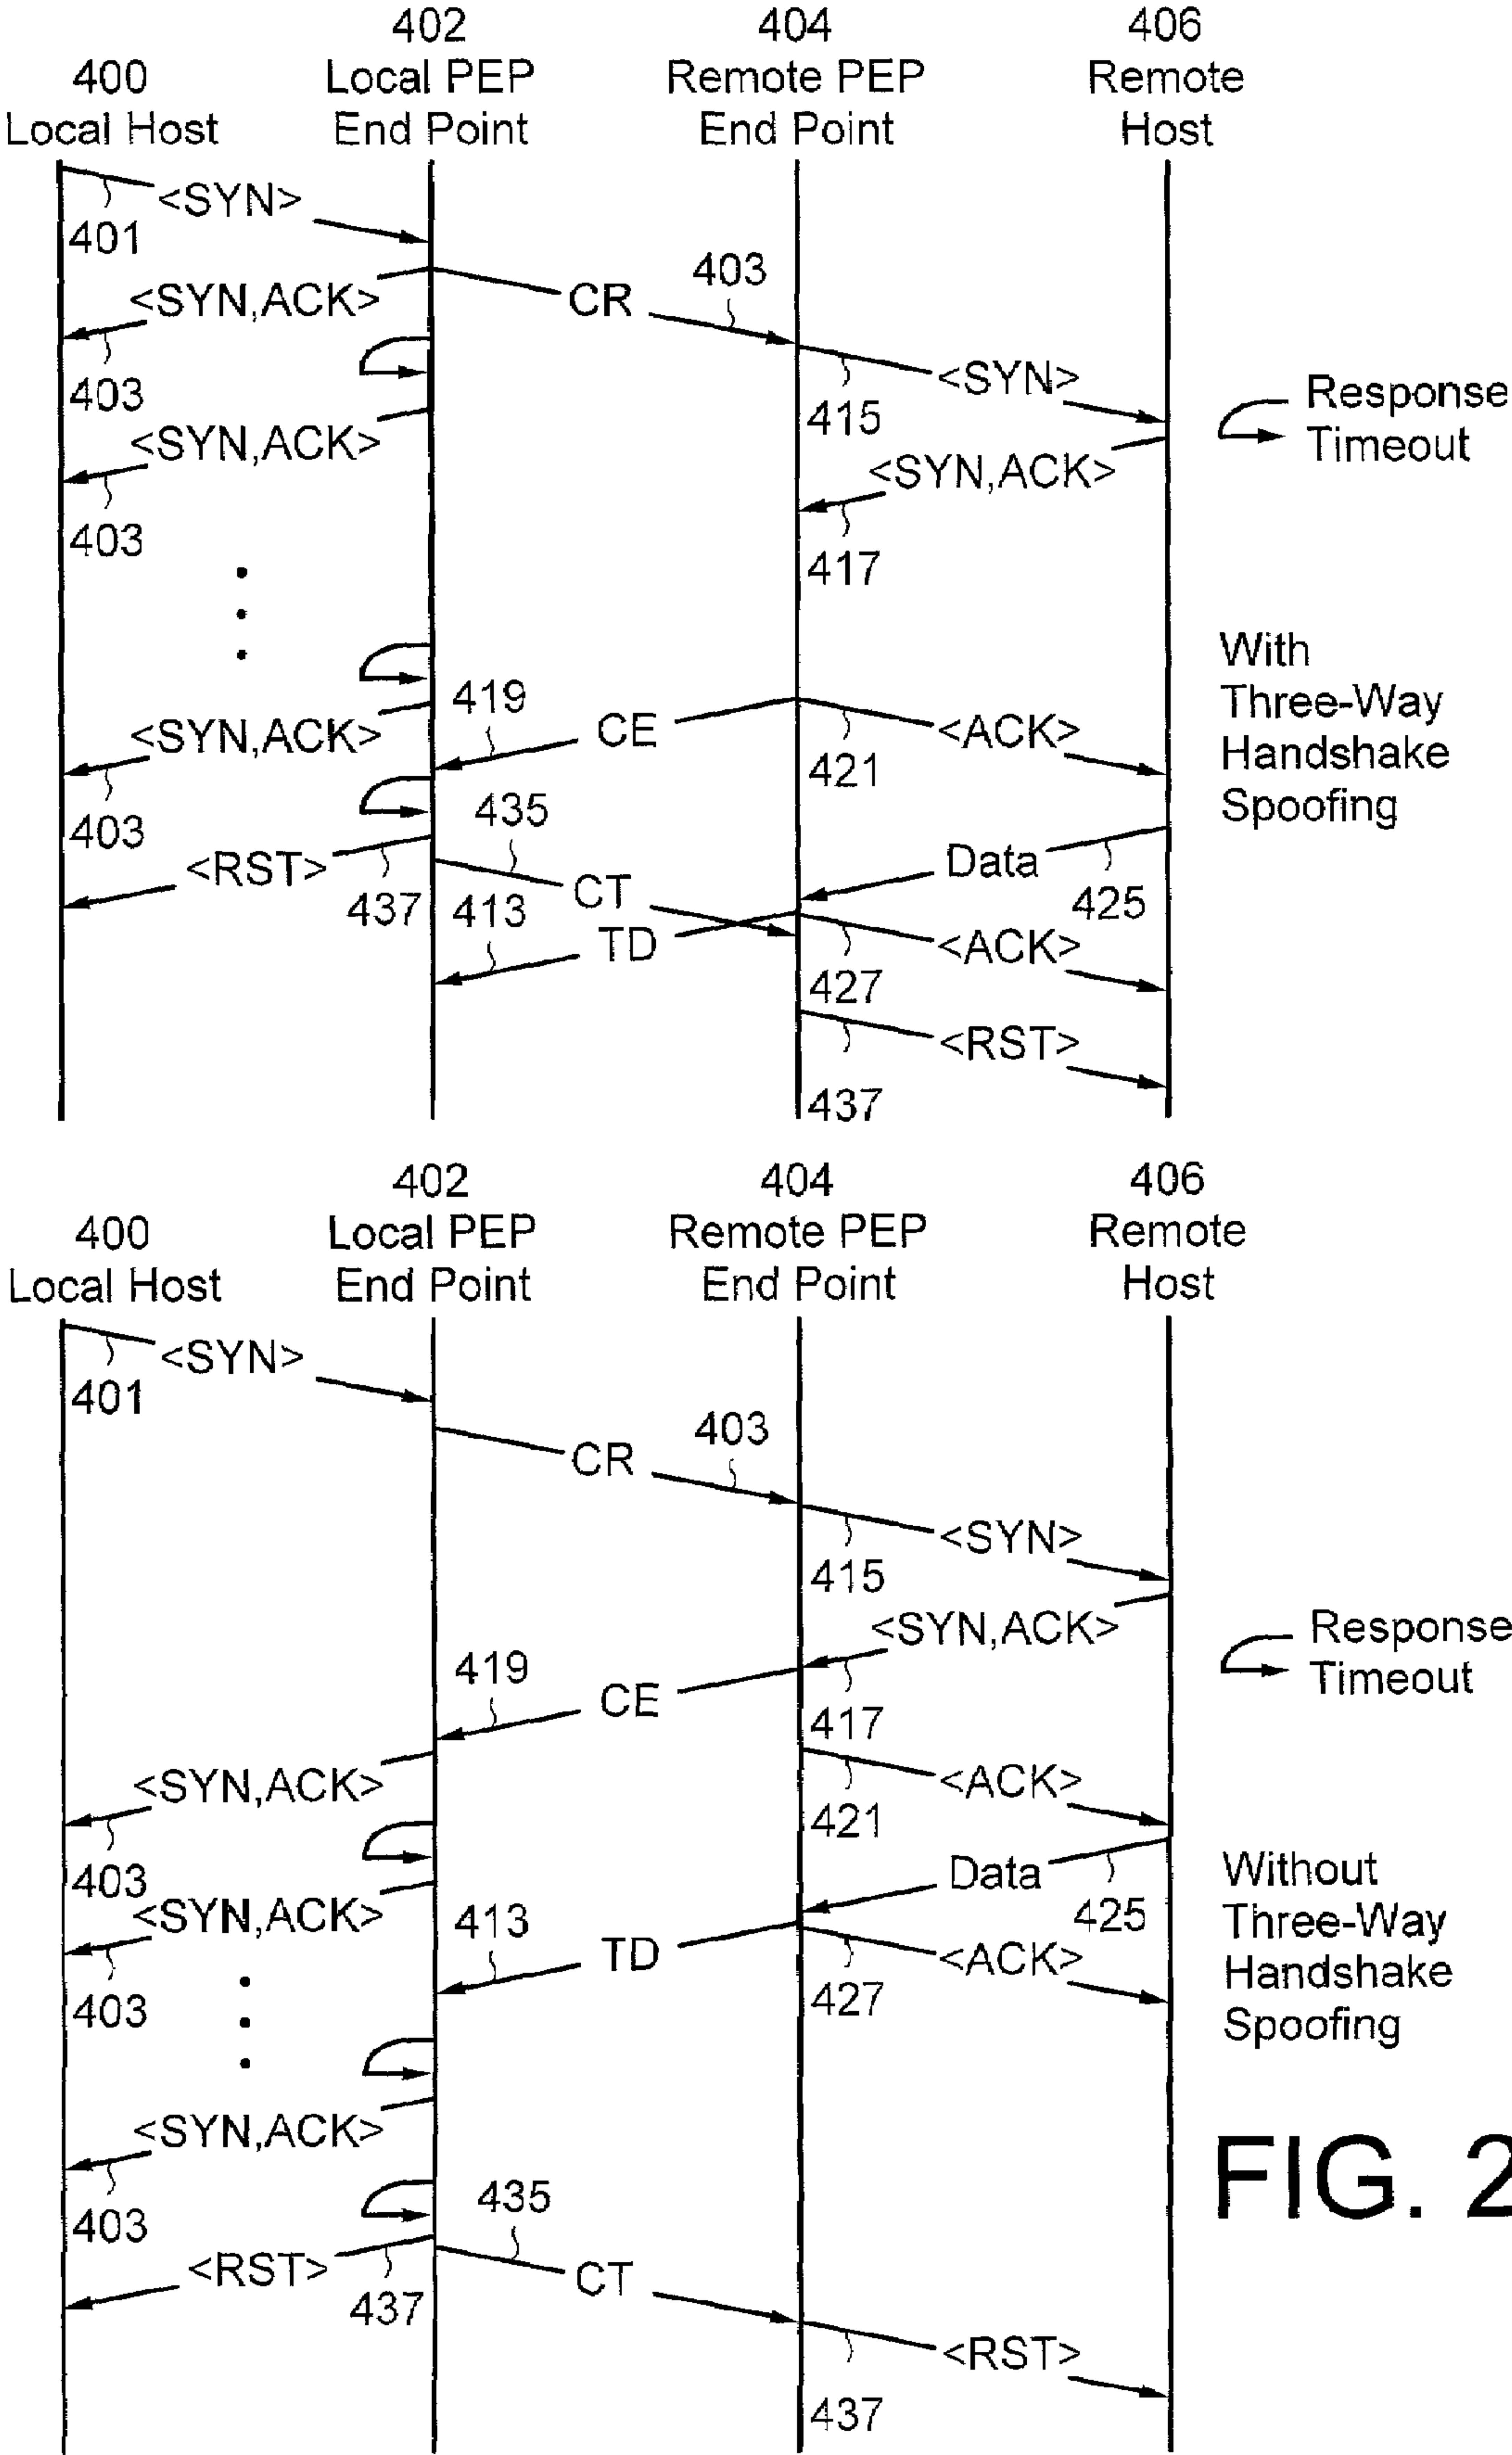 402
404
406
400
Local PEP
Remote PEP
Remote
Local Host
End Point
End Point
Host
<SYN>
401
403
<SYN,ACK>
CR
403
<SYN>
Response
Timeout
415
<SYN,ACK>
<SYN,ACK>
403
417
With
Three-Way
Handshake
Spoofing
419
<SYN,ACK>
CE
<ACK>
421
403
435
<RST>
Data
437
CT
425
413
TD
<ACK>
427
<RST>
437
402
404
406
400
Local PEP
Remote PEP
Remote
Local Host
End Point
End Point
Host
<SYN>
401
403
CR
<SYN>
415
<SYN,ACK>
Response
Timeout
419
CE
417
<SYN,ACK>
<ACK>
421
403
Data
Without
Three-Way
Handshake
Spoofing
<SYN,ACK>
413
425
TD
<ACK>
403
427
<SYN,ACK>
FIG. 2
403
435
<RST>
CT
437
<RST>
437